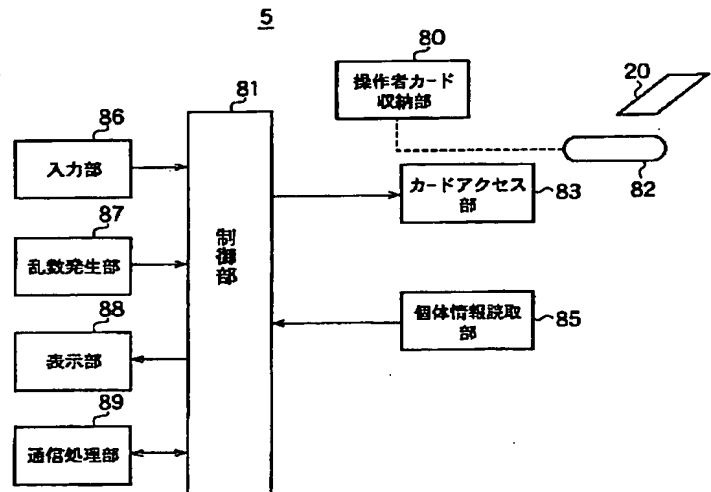 5
80
操作者カード
収納部
20
82
81
制御部
86
入力部
87
乱数発生部
88
表示部
89
通信処理部
カードアクセス
部
83
個体情報読取
部
85